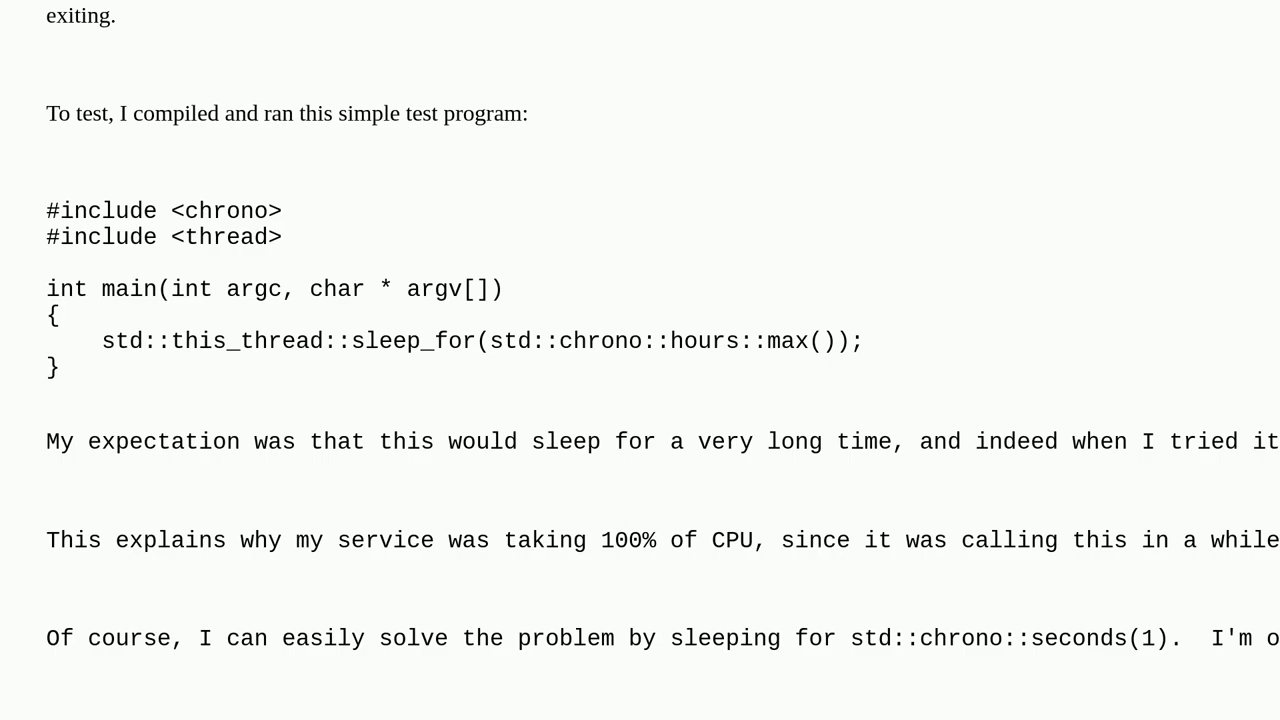 exiting.
To test, I compiled and ran this simple test program:
#include <chrono>
#include <thread>
int main(int argc, char * argv[])
{
    std::this_thread::sleep_for(std::chrono::hours::max());
}
My expectation was that this would sleep for a very long time, and indeed when I tried it
This explains why my service was taking 100% of CPU, since it was calling this in a while
Of course, I can easily solve the problem by sleeping for std::chrono::seconds(1).  I'm